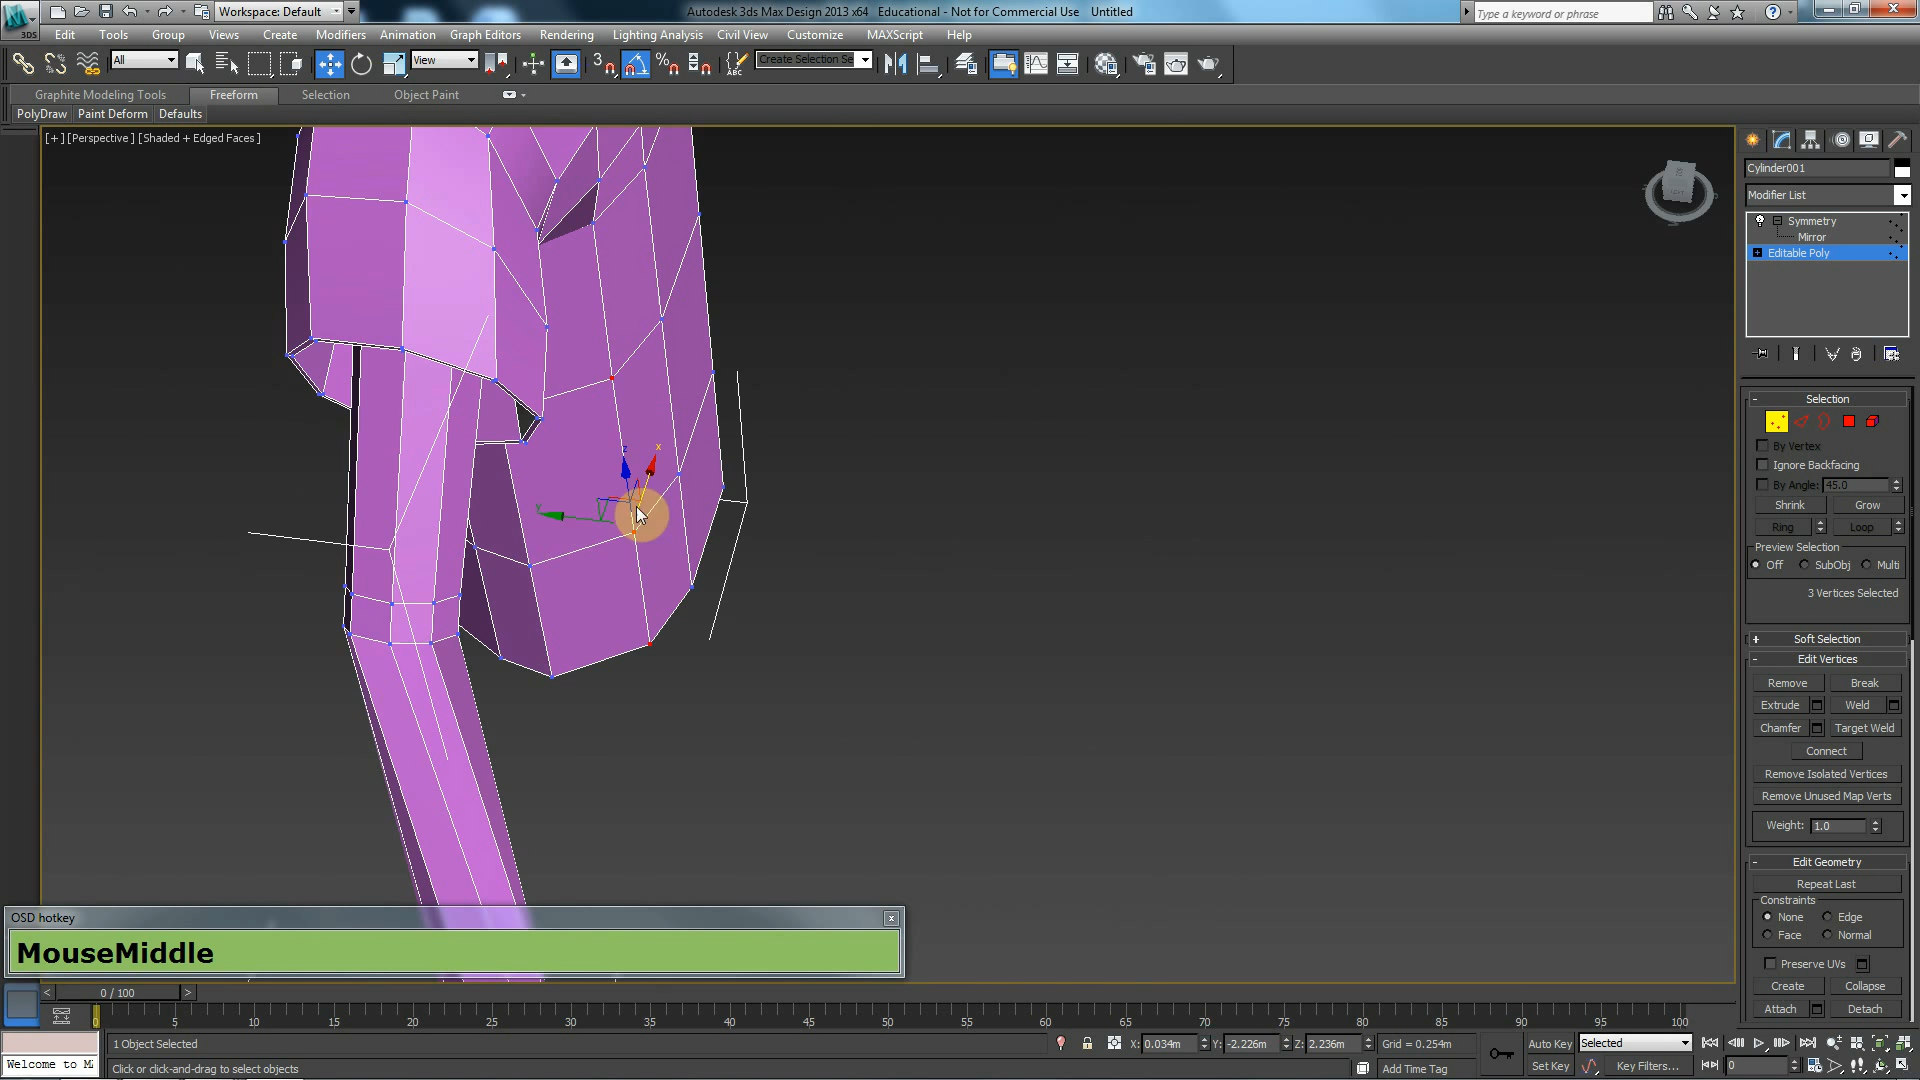 Workspace: Default
Autodesk 3ds Max Design 2013 x64   Educational - Not for Commercial Use   Untitled
Type a keyword or phrase
3DS
Edit Tools Group Views Create Modifiers Animation Graph Editors Rendering Lighting Analysis Civil View Customize MAXScript Help
All View Create Selection Se
Graphite Modeling Tools Freeform Selection Object Paint
PolyDraw Paint Deform Defaults
[+] [Perspective] [Shaded + Edged Faces]
Cylinder001
Modifier List
Symmetry
Mirror
Editable Poly
- Selection
By Vertex
Ignore Backfacing
By Angle: 45.0
Shrink Grow
Ring Loop
Preview Selection
Off SubObj Multi
3 Vertices Selected
+ Soft Selection
- Edit Vertices
Remove Break
Extrude Weld
Chamfer Target Weld
Connect
Remove Isolated Vertices
Remove Unused Map Verts
Weight: 1.0
- Edit Geometry
Repeat Last
Constraints
None Edge
Face Normal
Preserve UVs
Create Collapse
Attach Detach
z x y
OSD hotkey
MouseMiddle
< 0 / 100 >
5 10 15 20 25 30 35 40 45 50 55 60 65 70 75 80 85 90 95 100
1 Object Selected
X: 0.034m Y: -2.226m Z: 2.236m Grid = 0.254m
Auto Key Selected
Welcome to M
Click or click-and-drag to select objects
Add Time Tag
Set Key Key Filters... 0